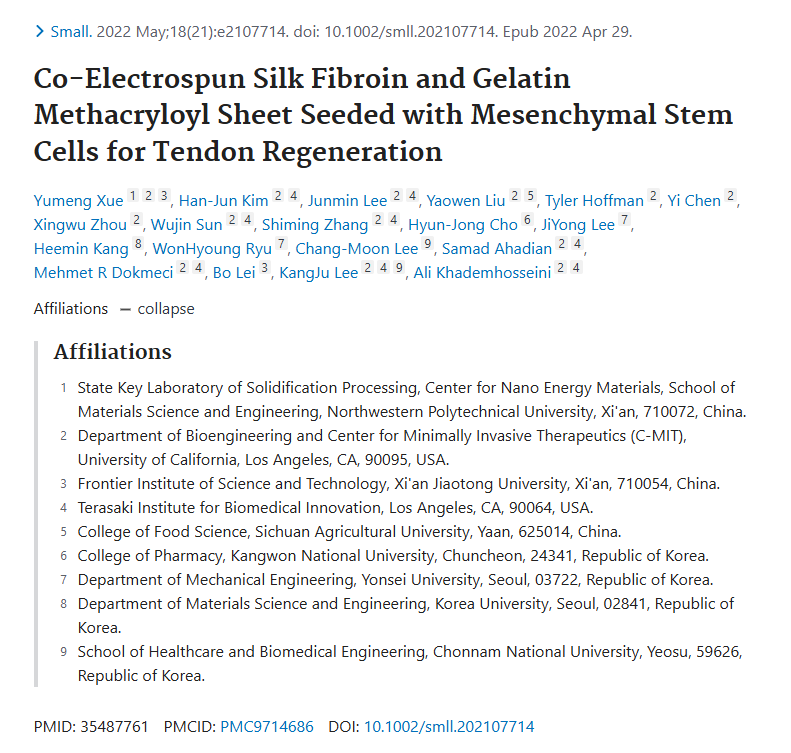 Small. 2022 May;18(21):e2107714. doi: 10.1002/smll.202107714. Epub 2022 Apr 29.
Co-Electrospun Silk Fibroin and Gelatin
Methacryloyl Sheet Seeded with Mesenchymal Stem
Cells for Tendon Regeneration
Yumeng Xue 1 2 3, Han-Jun Kim 2 4, Junmin Lee 2 4, Yaowen Liu 2 5, Tyler Hoffman 2, Yi Chen 2,
Xingwu Zhou 2, Wujin Sun 2 4, Shiming Zhang 2 4, Hyun-Jong Cho 6, JiYong Lee 7,
Heemin Kang 8, WonHyoung Ryu 7, Chang-Moon Lee 9, Samad Ahadian 2 4,
Mehmet R Dokmeci 2 4, Bo Lei 3, KangJu Lee 2 4 9, Ali Khademhosseini 2 4
Affiliations — collapse
Affiliations
1 State Key Laboratory of Solidification Processing, Center for Nano Energy Materials, School of
Materials Science and Engineering, Northwestern Polytechnical University, Xi'an, 710072, China.
2 Department of Bioengineering and Center for Minimally Invasive Therapeutics (C-MIT),
University of California, Los Angeles, CA, 90095, USA.
3 Frontier Institute of Science and Technology, Xi'an Jiaotong University, Xi'an, 710054, China.
4 Terasaki Institute for Biomedical Innovation, Los Angeles, CA, 90064, USA.
5 College of Food Science, Sichuan Agricultural University, Yaan, 625014, China.
6 College of Pharmacy, Kangwon National University, Chuncheon, 24341, Republic of Korea.
7 Department of Mechanical Engineering, Yonsei University, Seoul, 03722, Republic of Korea.
8 Department of Materials Science and Engineering, Korea University, Seoul, 02841, Republic of
Korea.
9 School of Healthcare and Biomedical Engineering, Chonnam National University, Yeosu, 59626,
Republic of Korea.
PMID: 35487761 PMCID: PMC9714686 DOI: 10.1002/smll.202107714